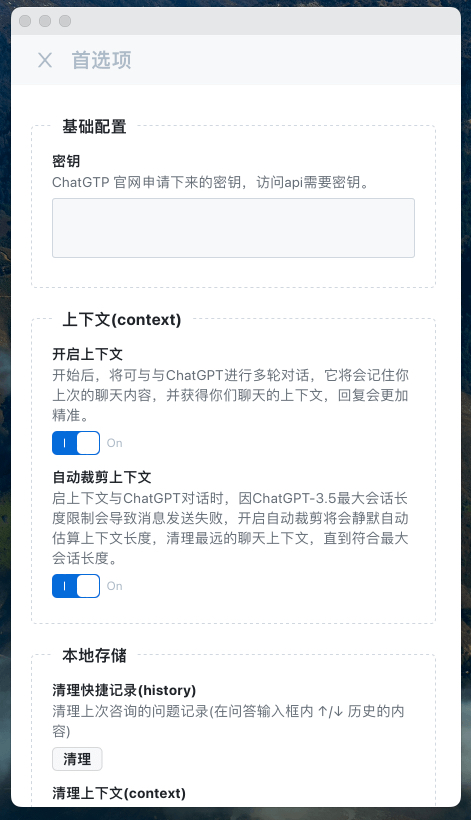 首选项
基础配置
密钥
ChatGTP 官网申请下来的密钥，访问api需要密钥。
上下文(context)
开启上下文
开始后，将可与与ChatGPT进行多轮对话，它将会记住你
上次的聊天内容，并获得你们聊天的上下文，回复会更加
精准。
On
自动裁剪上下文
启上下文与ChatGPT对话时，因ChatGPT-3.5最大会话长
度限制会导致消息发送失败，开启自动裁剪将会静默自动
估算上下文长度，清理最远的聊天上下文，直到符合最大
会话长度。
On
本地存储
清理快捷记录(history)
清理上次咨询的问题记录(在问答输入框内 ↑/↓ 历史的内
容)
清理
清理上下文(context)